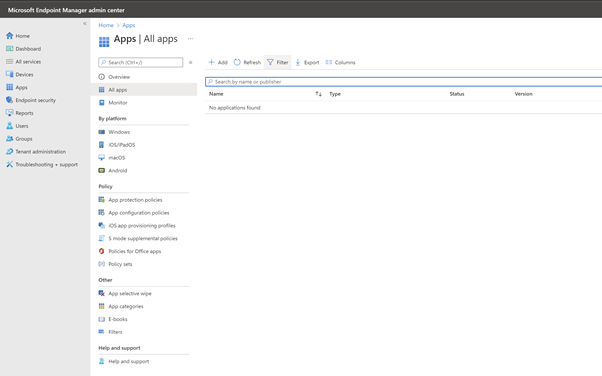 Microsoft Endpoint Manager admin center
«
Home
Dashboard
All services
Devices
Apps
Endpoint security
Reports
Users
Groups
Tenant administration
Troubleshooting + support
Home > Apps
Apps | All apps ...
Search (Ctrl+/) «
Overview
All apps
Monitor
By platform
Windows
iOS/iPadOS
macOS
Android
Policy
App protection policies
App configuration policies
iOS app provisioning profiles
S mode supplemental policies
Policies for Office apps
Policy sets
Other
App selective wipe
App categories
E-books
Filters
Help and support
Help and support
+ Add Refresh Filter Export Columns
Search by name or publisher
Name ↑↓ Type Status Version
No applications found